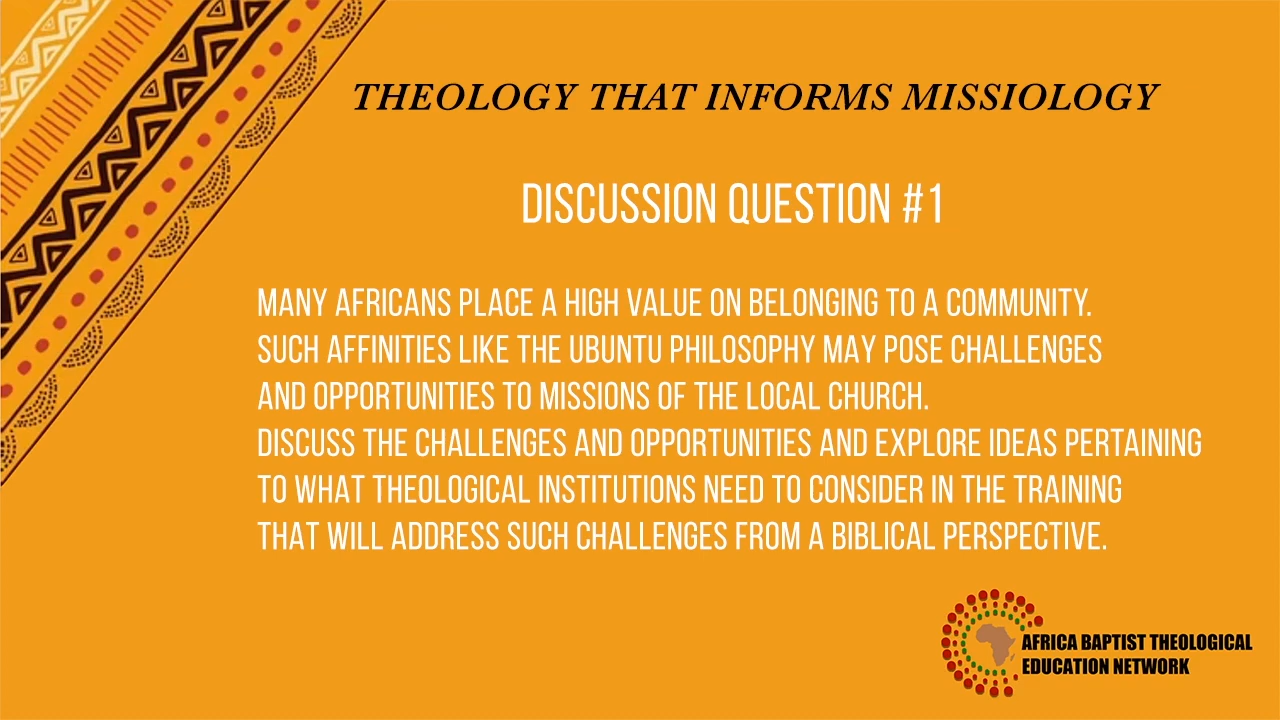 THEOLOGY THAT INFORMS MISSIOLOGY
DISCUSSION QUESTION #1
MANY AFRICANS PLACE A HIGH VALUE ON BELONGING TO A COMMUNITY.
SUCH AFFINITIES LIKE THE UBUNTU PHILOSOPHY MAY POSE CHALLENGES
AND OPPORTUNITIES TO MISSIONS OF THE LOCAL CHURCH.
DISCUSS THE CHALLENGES AND OPPORTUNITIES AND EXPLORE IDEAS PERTAINING
TO WHAT THEOLOGICAL INSTITUTIONS NEED TO CONSIDER IN THE TRAINING
THAT WILL ADDRESS SUCH CHALLENGES FROM A BIBLICAL PERSPECTIVE.
AFRICA BAPTIST THEOLOGICAL
EDUCATION NETWORK